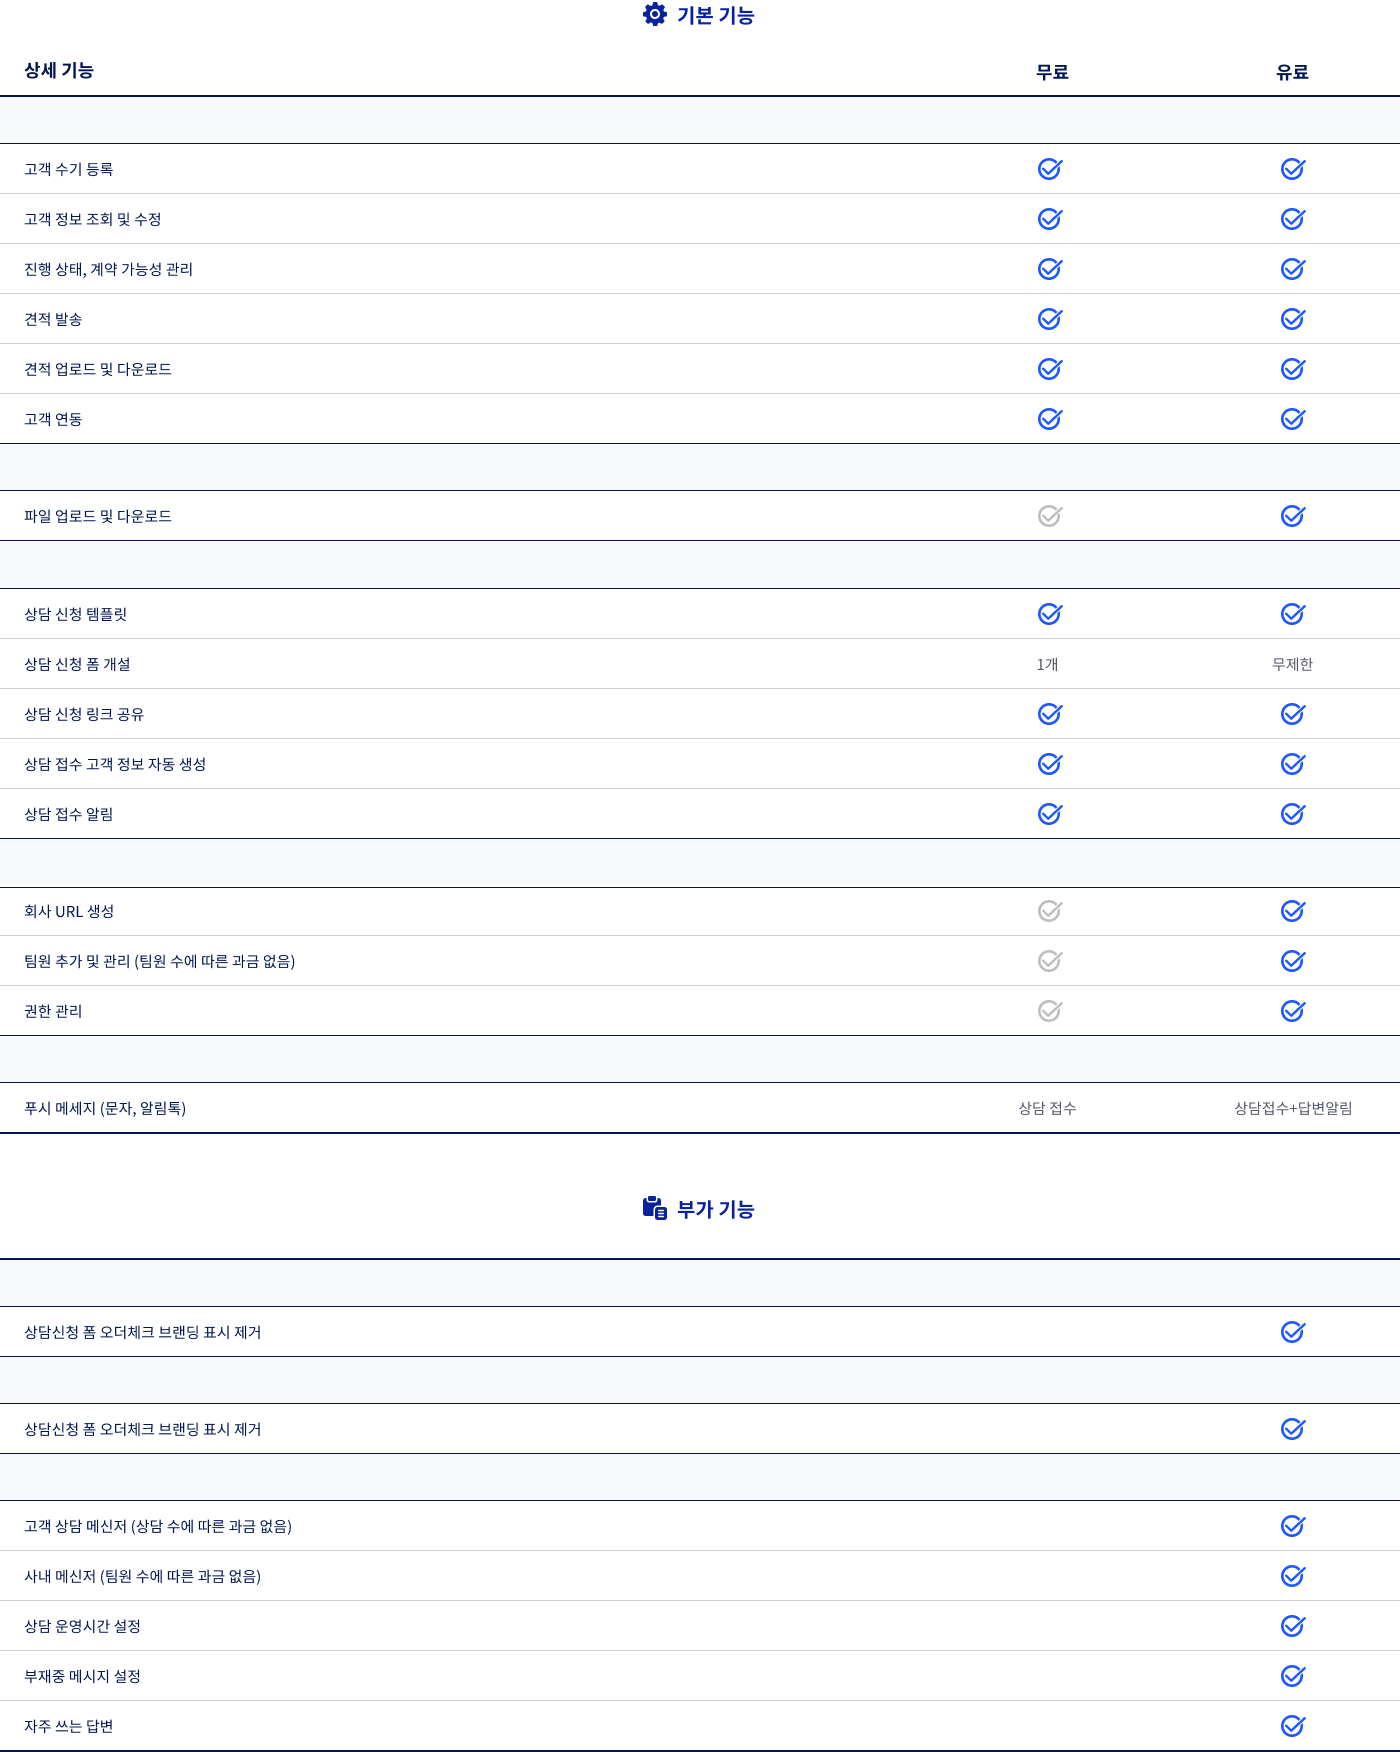 기본 기능
상세 기능 무료 유료
고객 수기 등록
고객 정보 조회 및 수정
진행 상태, 계약 가능성 관리
견적 발송
견적 업로드 및 다운로드
고객 연동
파일 업로드 및 다운로드
상담 신청 템플릿
상담 신청 폼 개설 1개 무제한
상담 신청 링크 공유
상담 접수 고객 정보 자동 생성
상담 접수 알림
회사 URL 생성
팀원 추가 및 관리 (팀원 수에 따른 과금 없음)
권한 관리
푸시 메세지 (문자, 알림톡) 상담 접수 상담접수+답변알림
부가 기능
상담신청 폼 오더체크 브랜딩 표시 제거
상담신청 폼 오더체크 브랜딩 표시 제거
고객 상담 메신저 (상담 수에 따른 과금 없음)
사내 메신저 (팀원 수에 따른 과금 없음)
상담 운영시간 설정
부재중 메시지 설정
자주 쓰는 답변